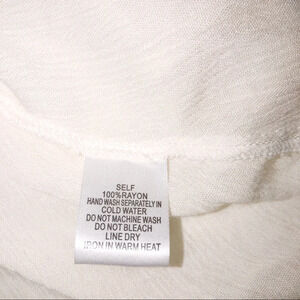 SELF
100%RAYON
HAND WASH SEPARATELY IN
COLD WATER
DO NOT MACHINE WASH
DO NOT BLEACH
LINE DRY
IRON IN WARM HEAT